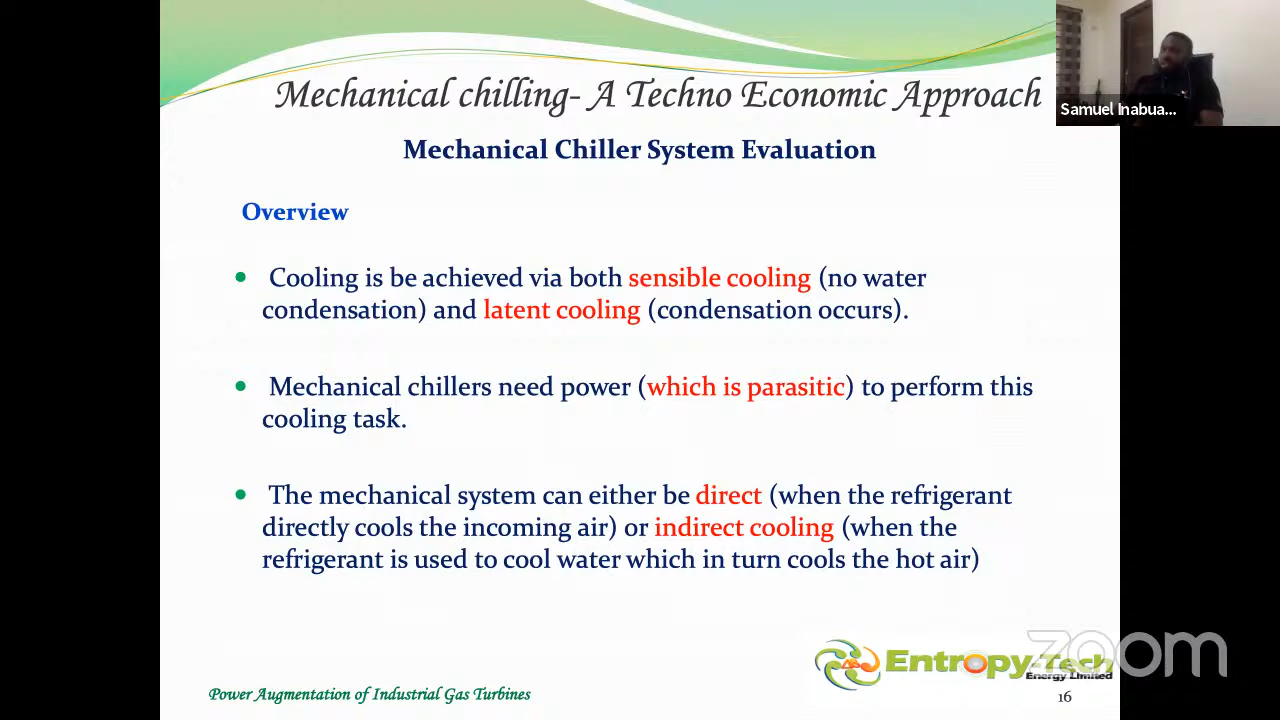 Mechanical chilling- A Techno Economic Approach
Samuel Inabua...
Mechanical Chiller System Evaluation
Overview
• Cooling is be achieved via both sensible cooling (no water
condensation) and latent cooling (condensation occurs).
• Mechanical chillers need power (which is parasitic) to perform this
cooling task.
• The mechanical system can either be direct (when the refrigerant
directly cools the incoming air) or indirect cooling (when the
refrigerant is used to cool water which in turn cools the hot air)
Entropy-Tech
Energy Limited
zoom
Power Augmentation of Industrial Gas Turbines
16